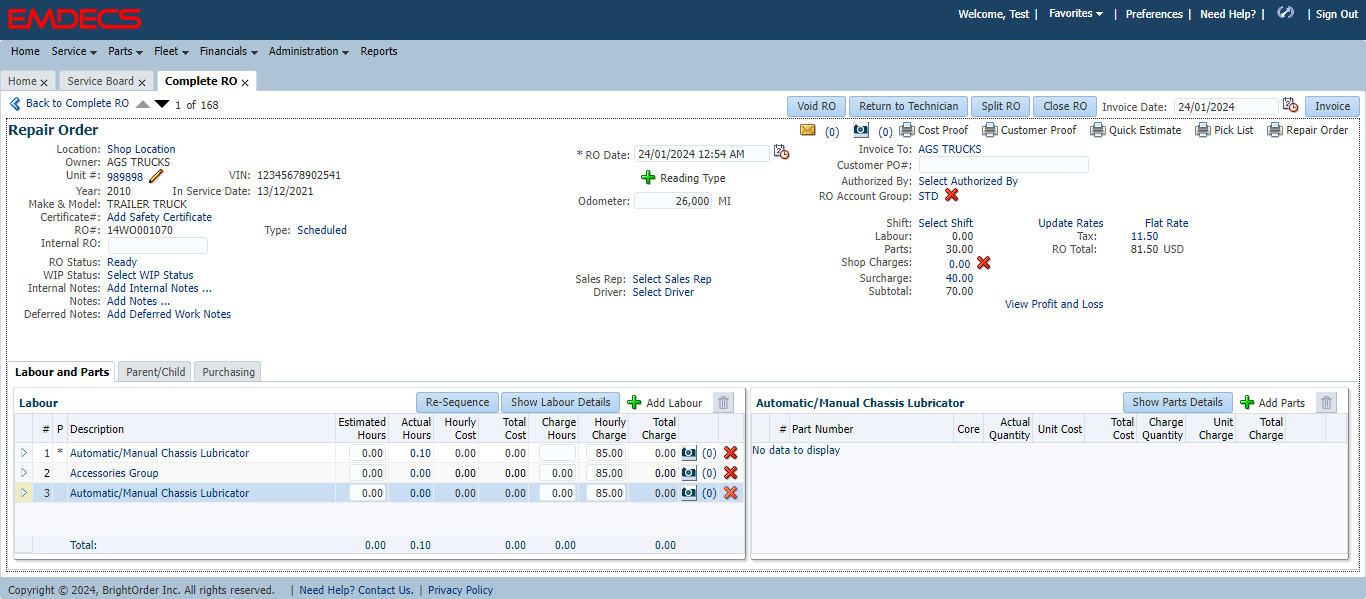 EMDECS
Welcome, Test | Favorites | Preferences | Need Help? | | Sign Out
Home Service Parts Fleet Financials Administration Reports
Home x Service Board x Complete RO x
Back to Complete RO 1 of 168 Void RO Return to Technician Split RO Close RO Invoice Date: 24/01/2024 Invoice
Repair Order (0) (0) Cost Proof Customer Proof Quick Estimate Pick List Repair Order
Location: Shop Location
Owner: AGS TRUCKS
Unit #: 989898 VIN: 12345678902541
Year: 2010 In Service Date: 13/12/2021
Make & Model: TRAILER TRUCK
Certificate#: Add Safety Certificate
RO#: 14WO001070 Type: Scheduled
Internal RO:
RO Status: Ready
WIP Status: Select WIP Status
Internal Notes: Add Internal Notes ...
Notes: Add Notes ...
Deferred Notes: Add Deferred Work Notes
* RO Date: 24/01/2024 12:54 AM
Reading Type
Odometer: 26,000 MI
Sales Rep: Select Sales Rep
Driver: Select Driver
Invoice To: AGS TRUCKS
Customer PO#:
Authorized By: Select Authorized By
RO Account Group: STD
Shift: Select Shift Update Rates Flat Rate
Labour: 0.00 Tax: 11.50
Parts: 30.00 RO Total: 81.50 USD
Shop Charges: 0.00
Surcharge: 40.00
Subtotal: 70.00
View Profit and Loss
Labour and Parts Parent/Child Purchasing
Labour Re-Sequence Show Labour Details Add Labour
# P Description Estimated Hours Actual Hours Hourly Cost Total Cost Charge Hours Hourly Charge Total Charge
1 * Automatic/Manual Chassis Lubricator 0.00 0.10 0.00 0.00 85.00 0.00 (0)
2 Accessories Group 0.00 0.00 0.00 0.00 0.00 85.00 0.00 (0)
3 Automatic/Manual Chassis Lubricator 0.00 0.00 0.00 0.00 0.00 85.00 0.00 (0)
Total: 0.00 0.10 0.00 0.00 0.00
Automatic/Manual Chassis Lubricator Show Parts Details Add Parts
# Part Number Core Actual Quantity Unit Cost Total Cost Charge Quantity Unit Charge Total Charge
No data to display
Copyright © 2024, BrightOrder Inc. All rights reserved. | Need Help? Contact Us. | Privacy Policy